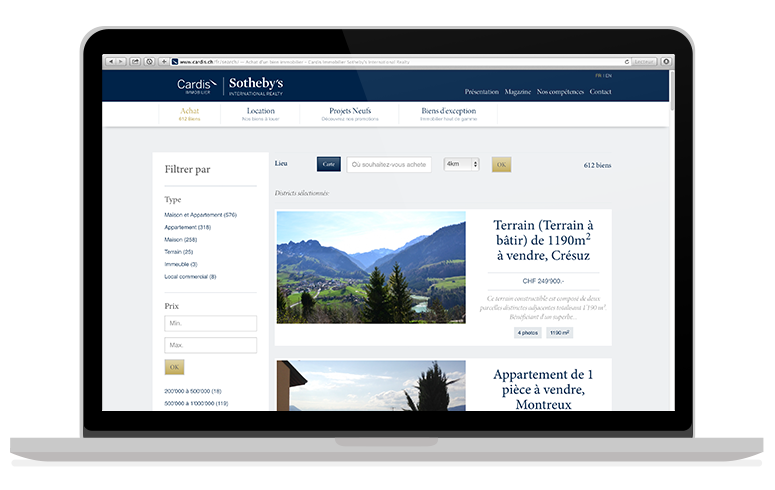 www.cardis.ch
Achat d'un bien immobilier – Cardis Immobilier Sotheby's International Realty
Lecteur
FR | EN
Cardis
IMMOBILIER
Sotheby's
INTERNATIONAL REALTY
Présentation Magazine Nos compétences Contact
Achat
612 biens
Location
Nos biens à louer
Projets Neufs
Découvrez nos promotions
Biens d'exception
Immobilier haut de gamme
Filtrer par
Type
Maison et Appartement (576)
Appartement (318)
Maison (258)
Terrain (25)
Immeuble (3)
Local commercial (8)
Prix
Min.
Max.
OK
200'000 à 500'000 (18)
500'000 à 1'000'000 (119)
Lieu
Carte
Où souhaitez-vous achete
4km
OK
612 biens
Districts sélectionnés:
Terrain (Terrain à
bâtir) de 1190m²
à vendre, Crésuz
CHF 249'900.-
Ce terrain constructible est composé de deux
parcelles distinctes adjacentes totalisant 1'190 m².
Bénéficiant d'un superbe...
4 photos
1190 m²
Appartement de 1
pièce à vendre,
Montreux